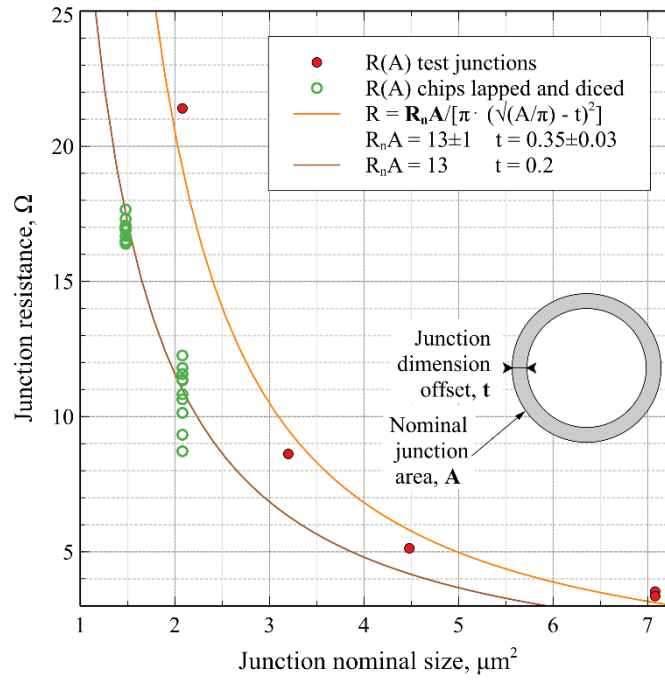 25
20
15
10
5
Junction resistance, Ω
R(A) test junctions
R(A) chips lapped and diced
R = RₙA/[π· (√(A/π) - t)²]
RₙA = 13±1 t = 0.35±0.03
RₙA = 13 t = 0.2
Junction
dimension
offset, t
Nominal
junction
area, A
1 2 3 4 5 6 7
Junction nominal size, μm²